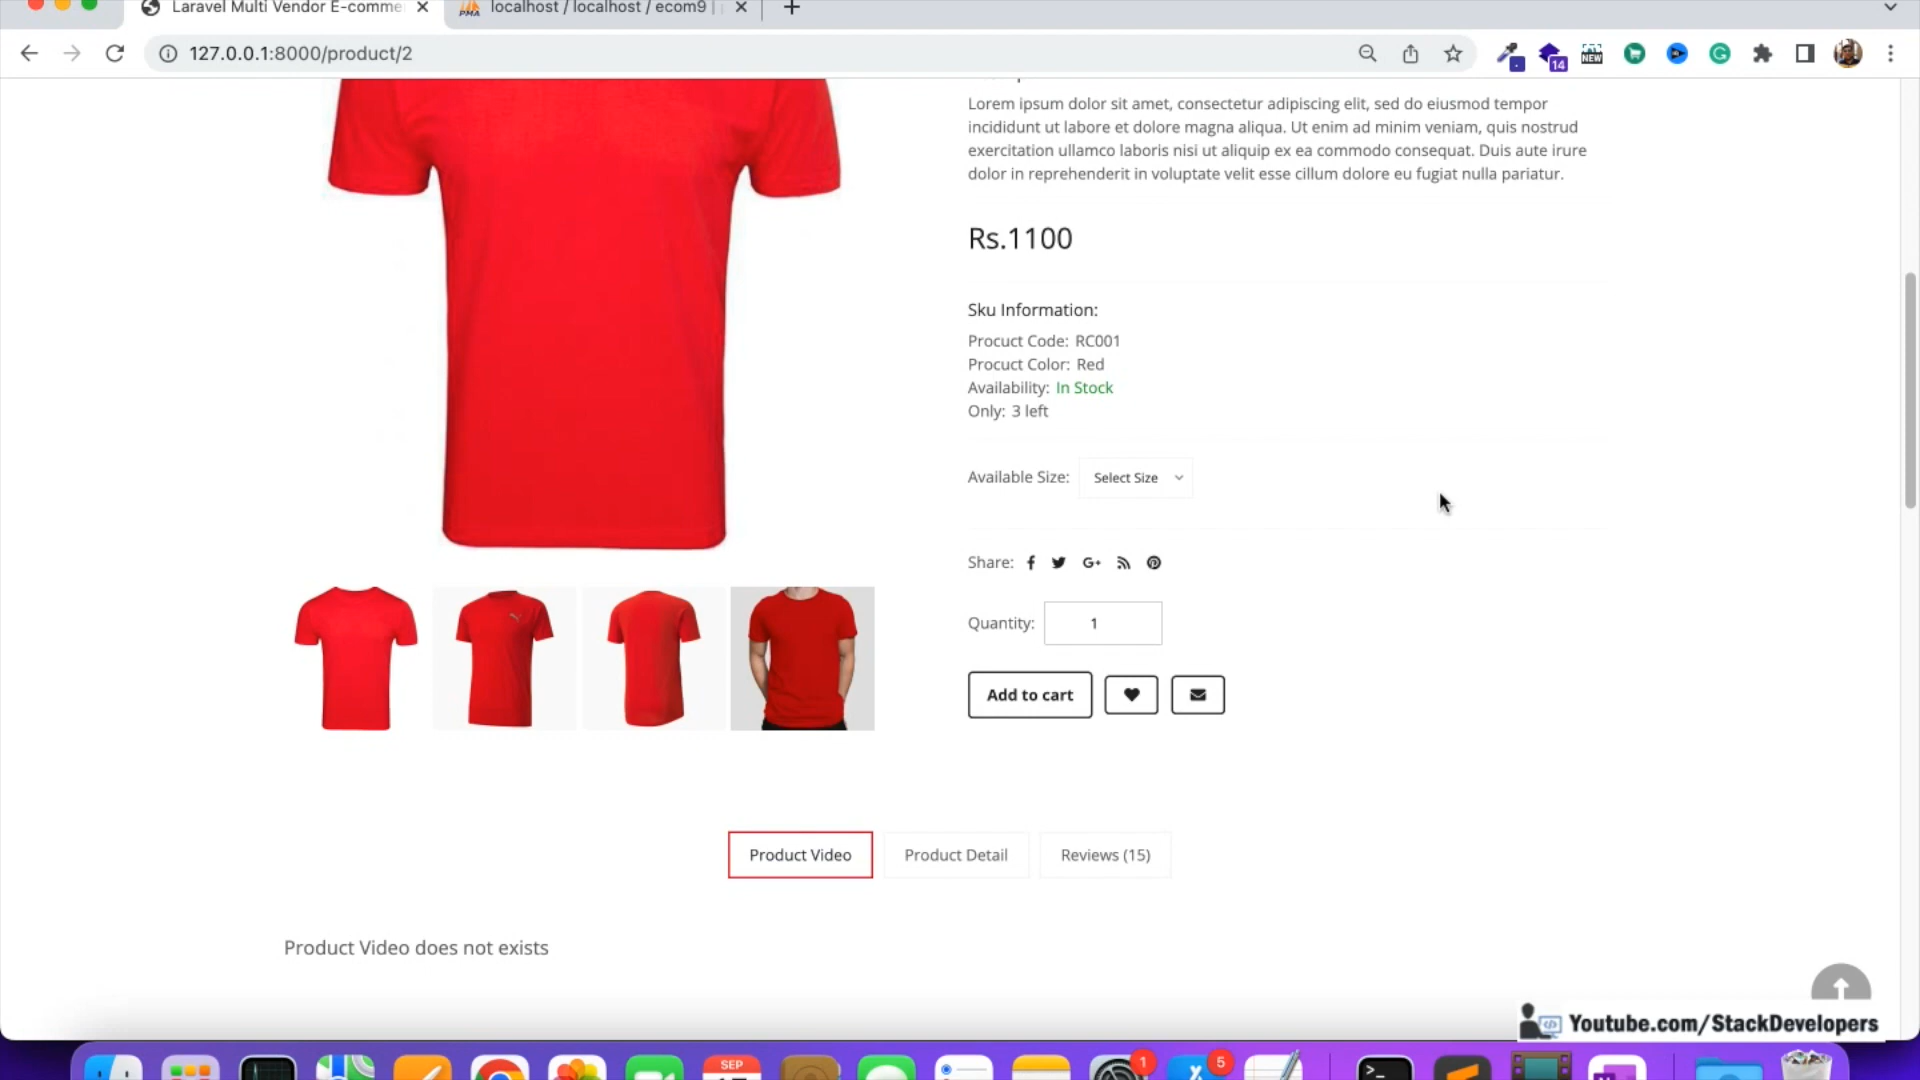 Laravel Multi Vendor E-comme
localhost / localhost / ecom9 |
127.0.0.1:8000/product/2
14
NEW
Lorem ipsum dolor sit amet, consectetur adipiscing elit, sed do eiusmod tempor
incididunt ut labore et dolore magna aliqua. Ut enim ad minim veniam, quis nostrud
exercitation ullamco laboris nisi ut aliquip ex ea commodo consequat. Duis aute irure
dolor in reprehenderit in voluptate velit esse cillum dolore eu fugiat nulla pariatur.
Rs.1100
Sku Information:
Procuct Code: RC001
Procuct Color: Red
Availability: In Stock
Only: 3 left
Available Size: Select Size
Share:
Quantity: 1
Add to cart
Product Video
Product Detail
Reviews (15)
Product Video does not exists
Youtube.com/StackDevelopers
SEP
1
5